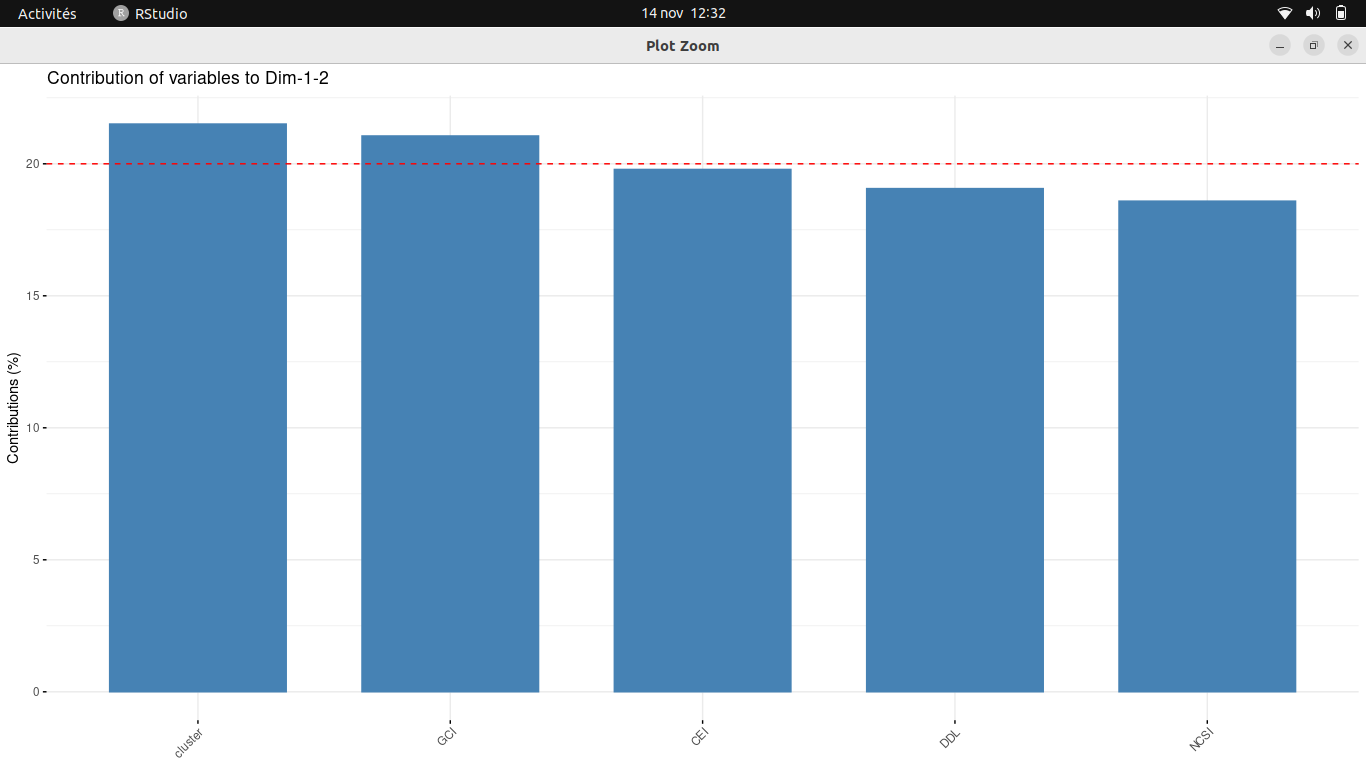 Activités
RStudio
14 nov 12:32
Plot Zoom
Contribution of variables to Dim-1-2
Contributions (%)
20
15
10
5
0
cluster
GCI
CEI
DDL
NCSI